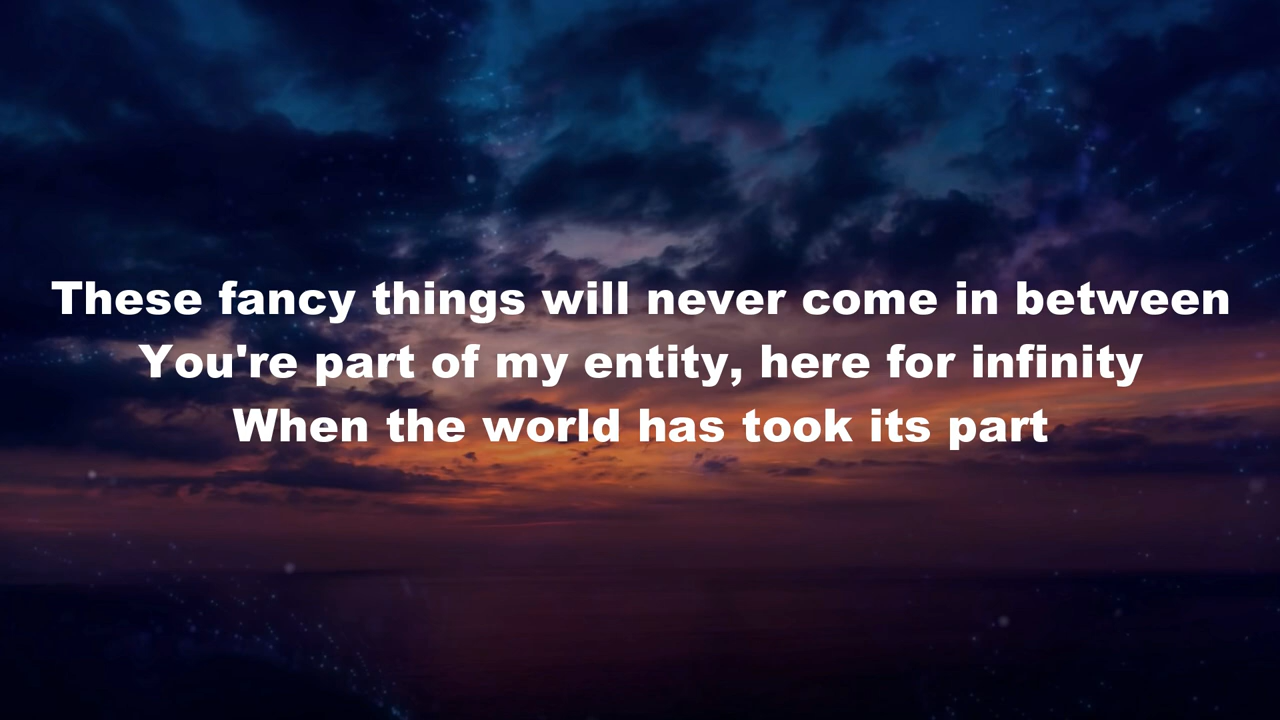 These fancy things will never come in between
You're part of my entity, here for infinity
When the world has took its part